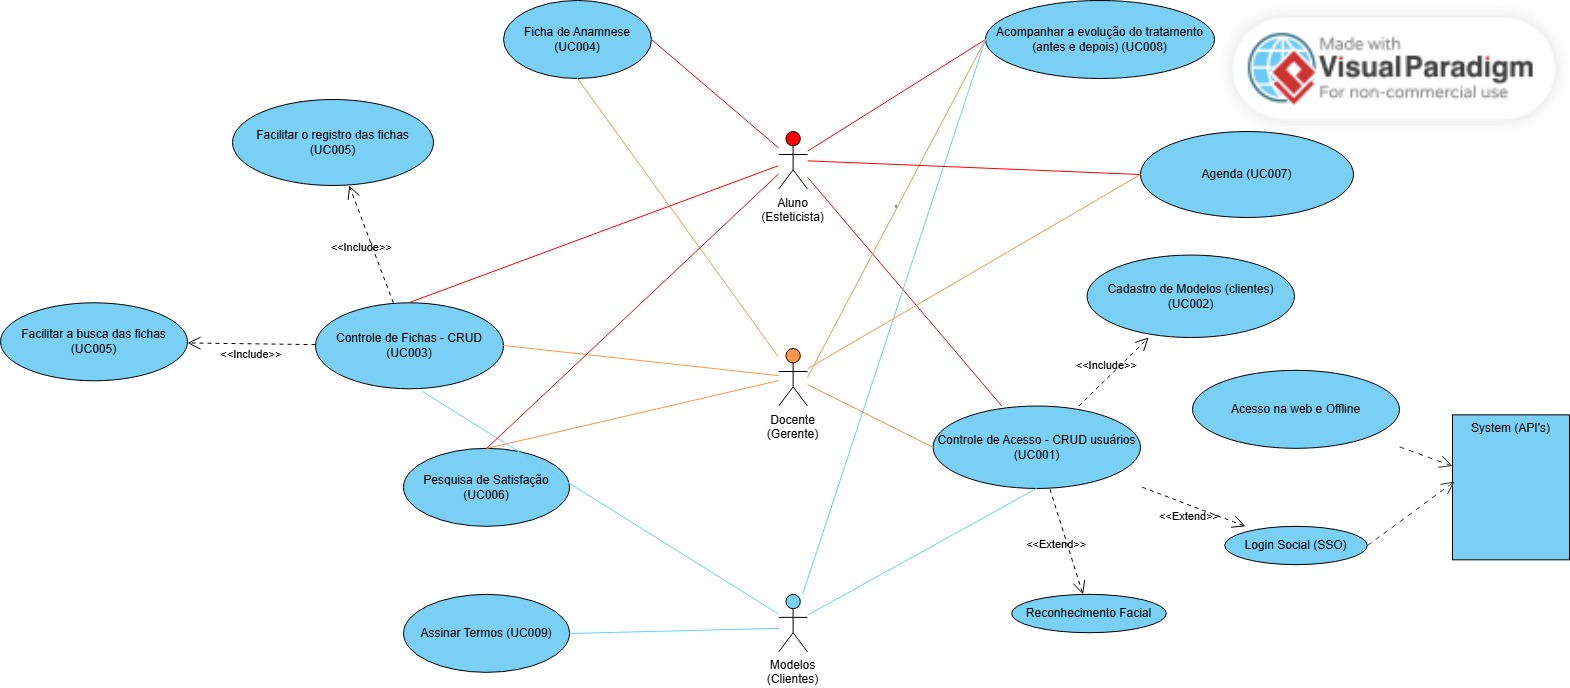 Ficha de Anamnese
(UC004)
Acompanhar a evolução do tratamento
(antes e depois) (UC008)
Made with
Visual Paradigm
For non-commercial use
Facilitar o registro das fichas
(UC005)
Agenda (UC007)
Aluno
(Esteticista)
<<Include>>
Cadastro de Modelos (clientes)
(UC002)
Facilitar a busca das fichas
(UC005)
<<Include>>
Controle de Fichas - CRUD
(UC003)
<<Include>>
Docente
(Gerente)
Acesso na web e Offline
System (API's)
Controle de Acesso - CRUD usuários
(UC001)
Pesquisa de Satisfação
(UC006)
<<Extend>>
<<Extend>>
Login Social (SSO)
Reconhecimento Facial
Assinar Termos (UC009)
Modelos
(Clientes)